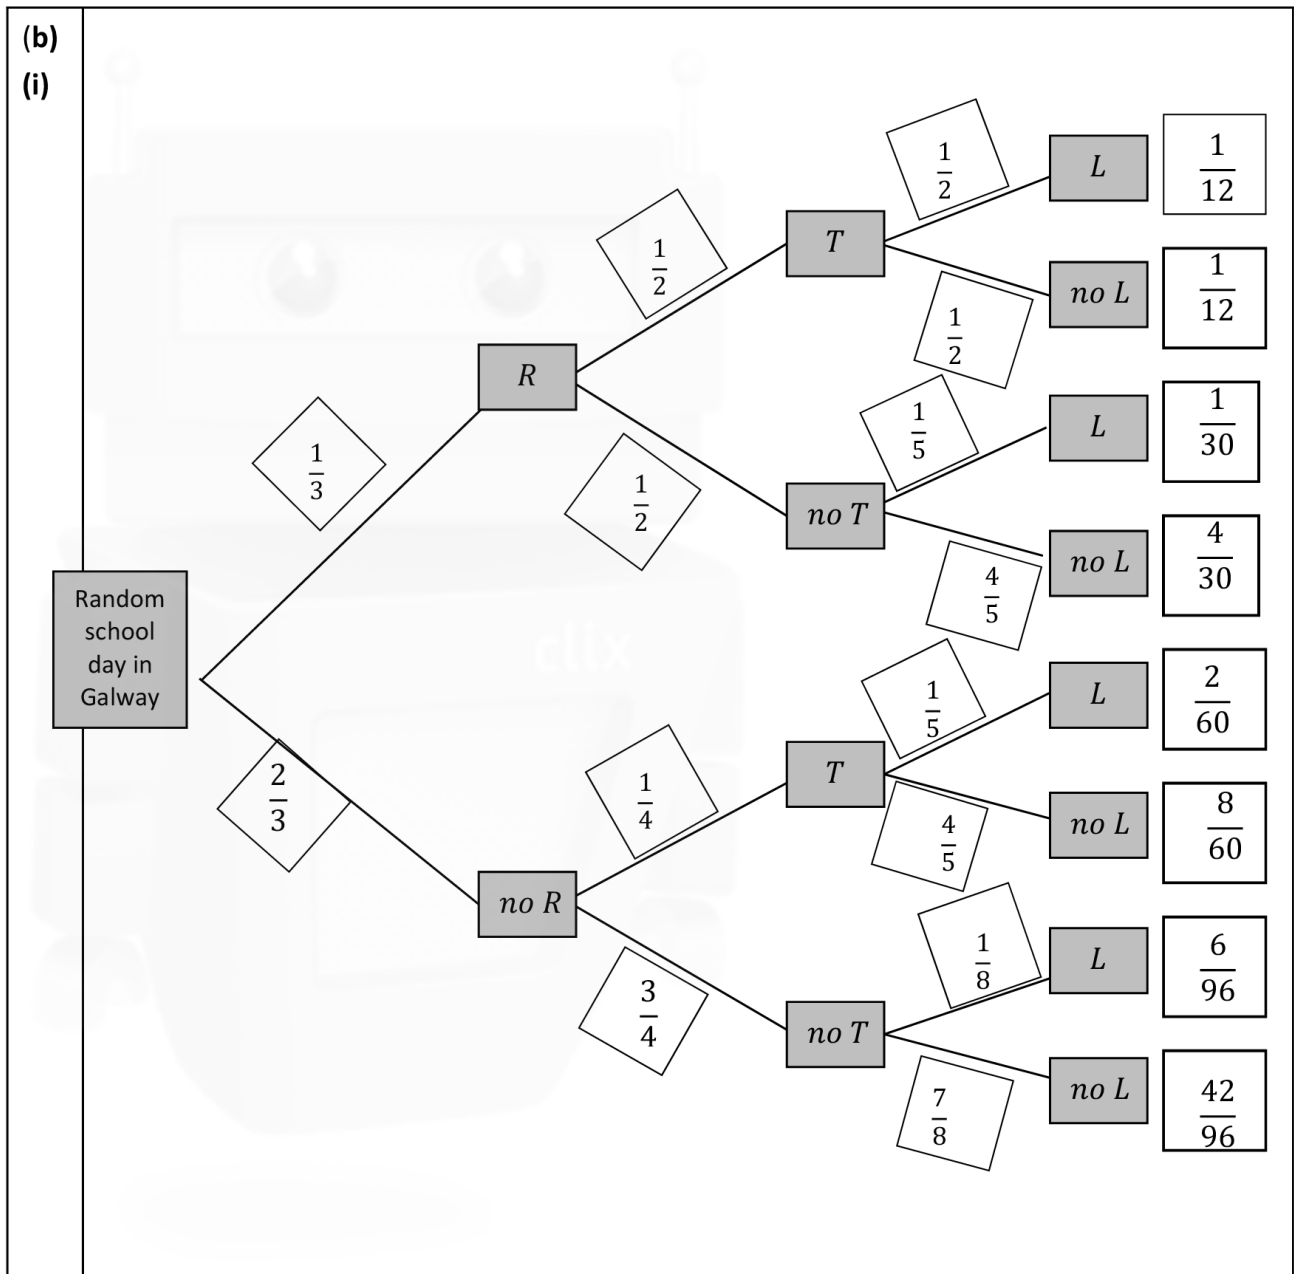 (b)
(i)
1/2
L
1/12
1/2
T
no L
1/12
1/2
R
1/5
L
1/30
1/3
1/2
no T
no L
4/30
4/5
Random
school
day in
Galway
clix
1/5
L
2/60
2/3
1/4
T
no L
8/60
4/5
no R
1/8
L
6/96
3/4
no T
no L
42/96
7/8